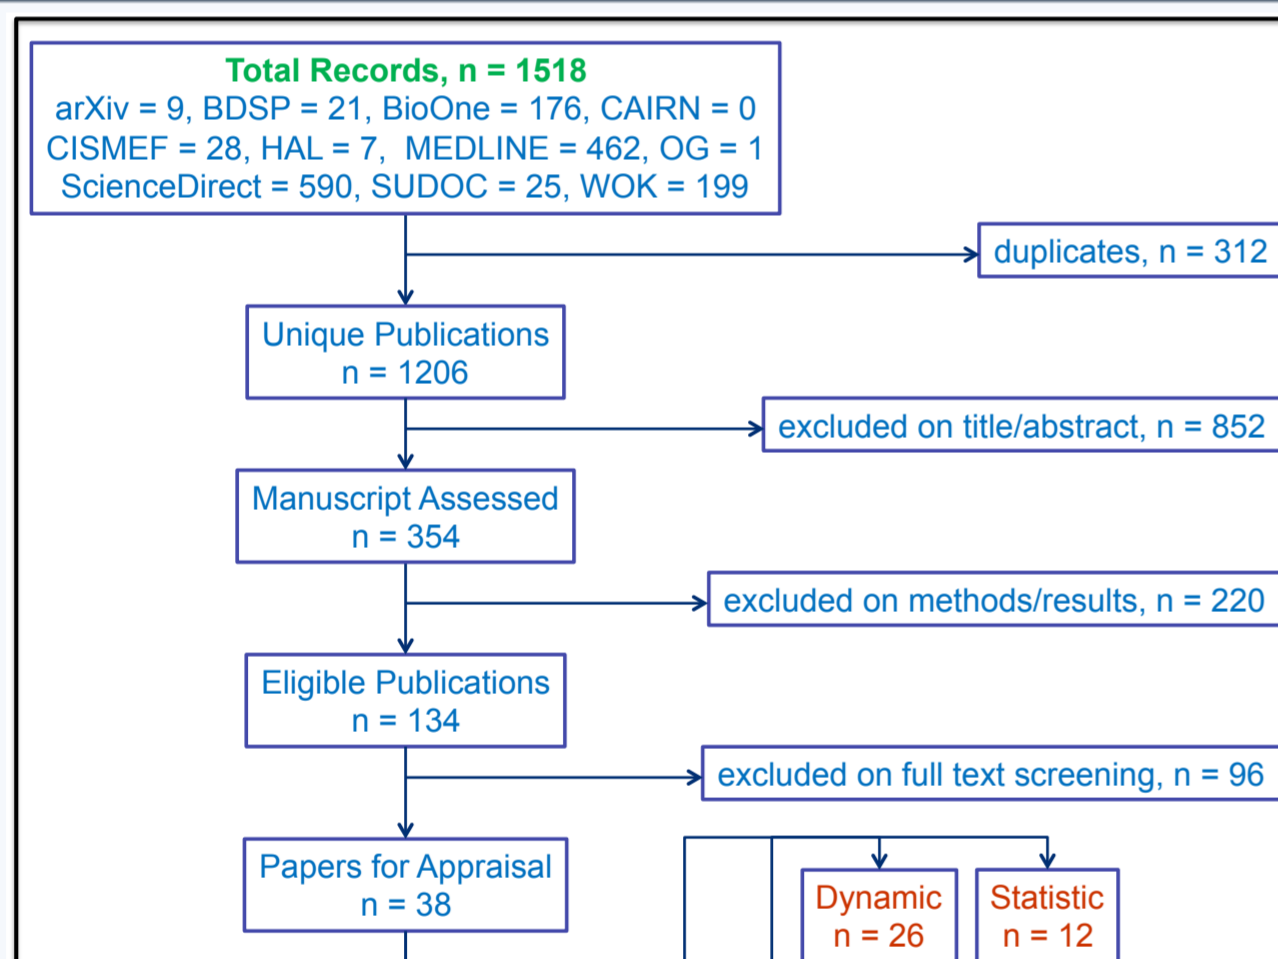 Total Records, n = 1518
arXiv = 9, BDSP = 21, BioOne = 176, CAIRN = 0
CISMEF = 28, HAL = 7, MEDLINE = 462, OG = 1
ScienceDirect = 590, SUDOC = 25, WOK = 199
duplicates, n = 312
Unique Publications
n = 1206
excluded on title/abstract, n = 852
Manuscript Assessed
n = 354
excluded on methods/results, n = 220
Eligible Publications
n = 134
excluded on full text screening, n = 96
Papers for Appraisal
n = 38
Dynamic
n = 26
Statistic
n = 12